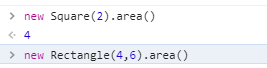 > new Square(2).area()
< 4
> new Rectangle(4,6).area()